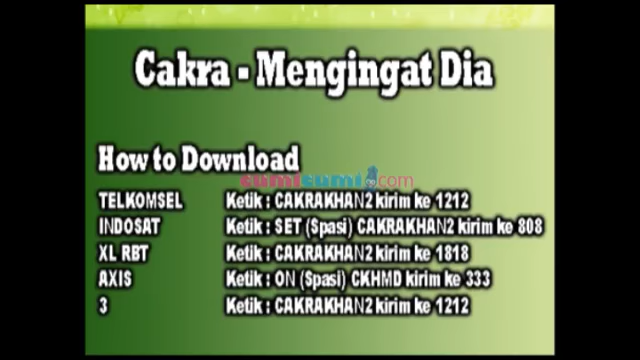 Cakra - Mengingat Dia
How to Download
cumisumi.com
TELKOMSEL Ketik : CAKRAKHAN2 kirim ke 1212
INDOSAT Ketik : SET (Spasi) CAKRAKHAN2 kirim ke 808
XL RBT Ketik : CAKRAKHAN2 kirim ke 1818
AXIS Ketik : ON (Spasi) CKHMD kirim ke 333
3 Ketik : CAKRAKHAN2 kirim ke 1212